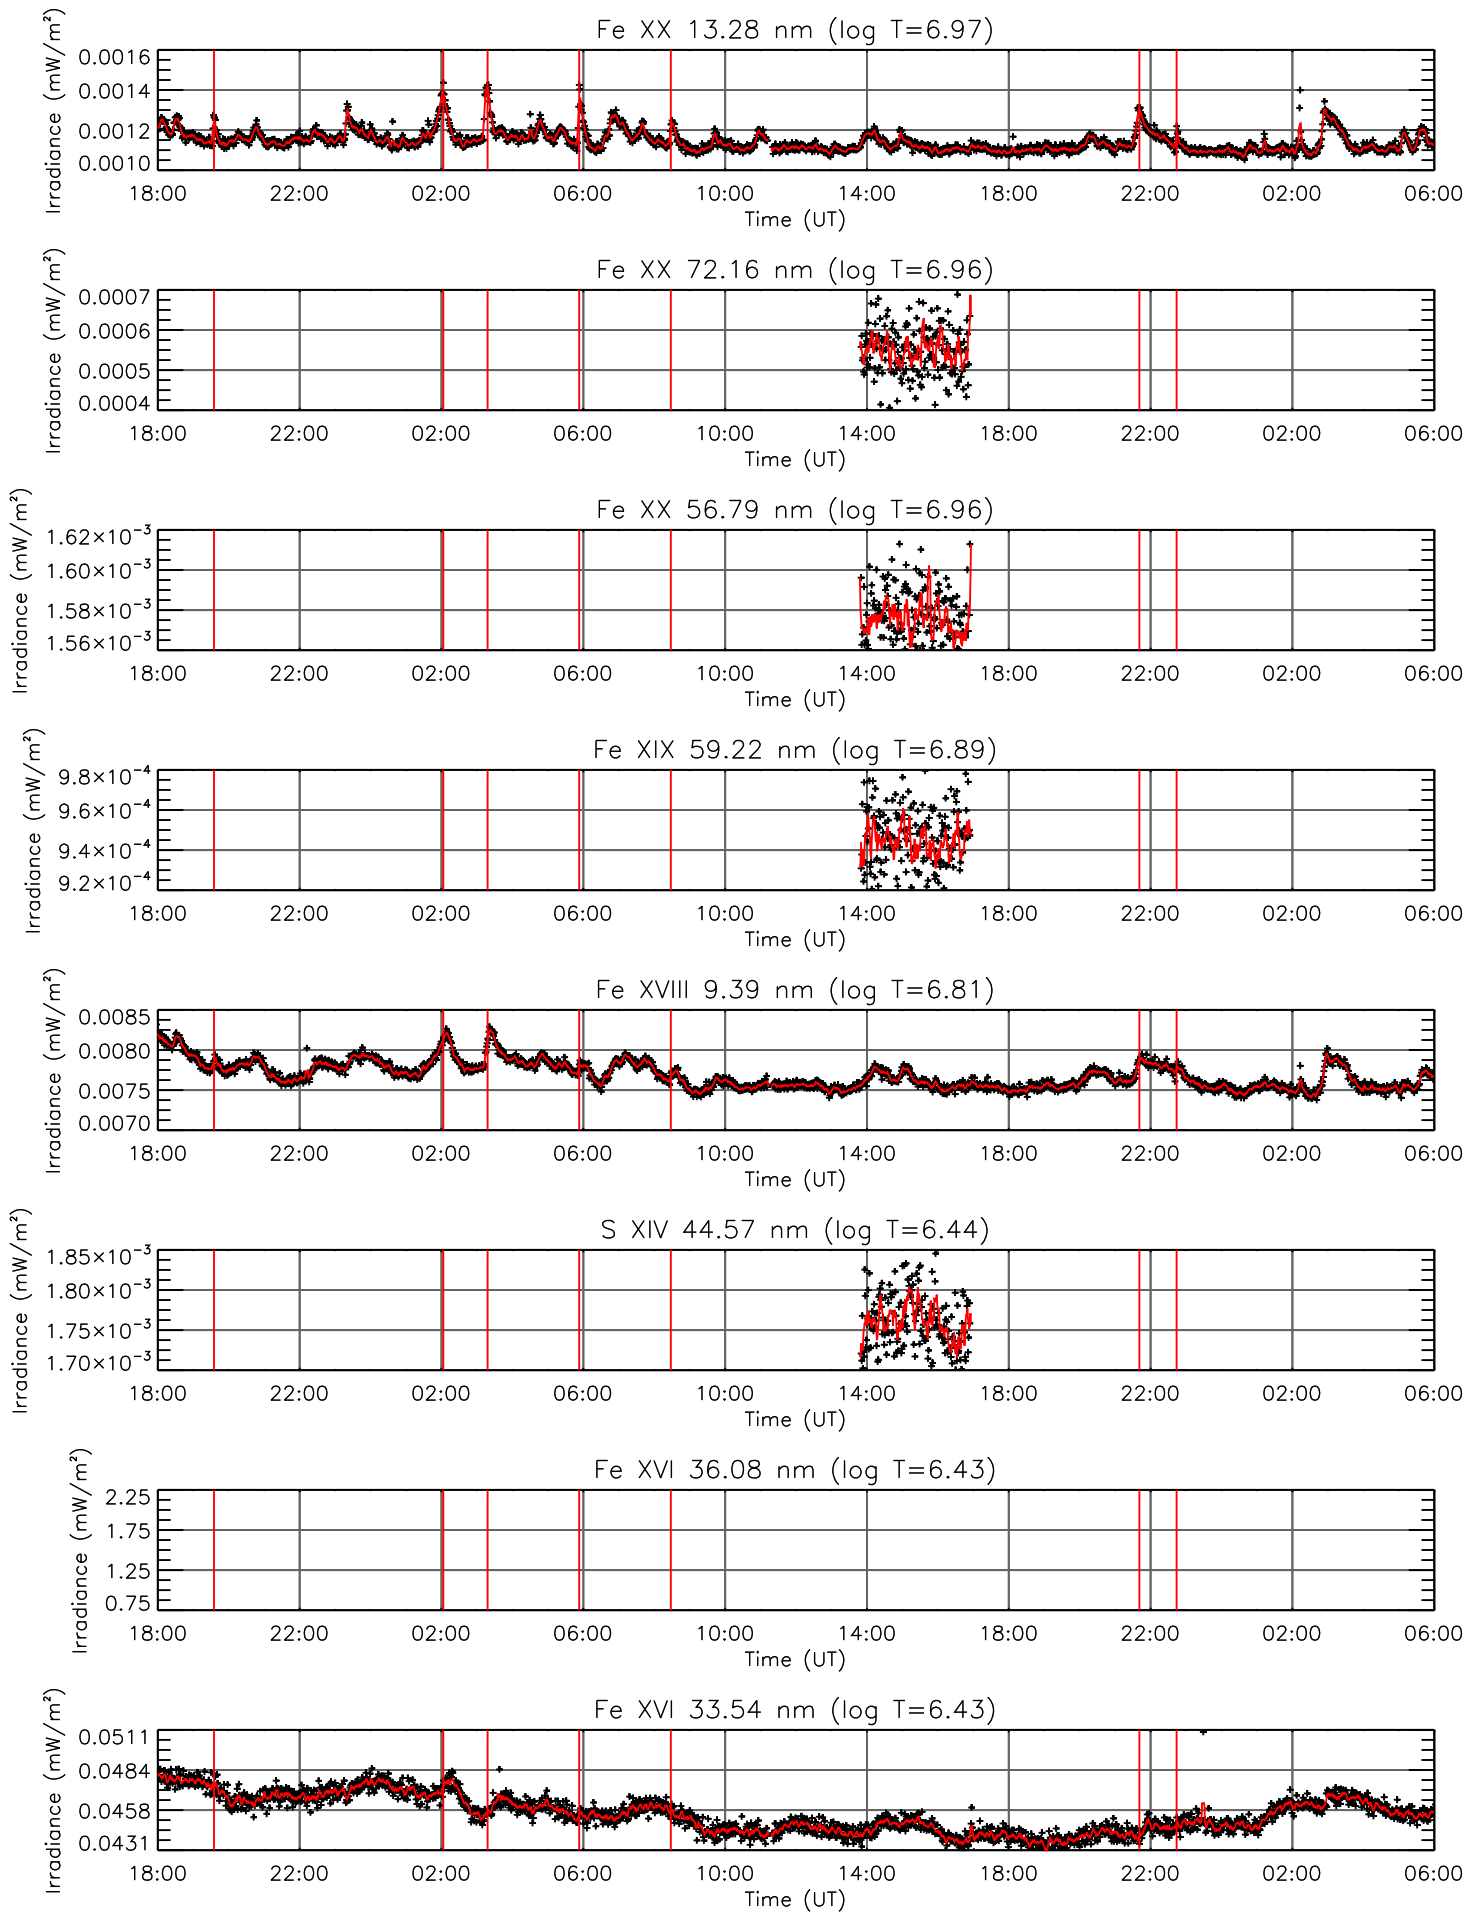 Fe XX 13.28 nm (log T=6.97)
Irradiance (mW/m²)
0.0016
0.0014
0.0012
0.0010
18:00 22:00 02:00 06:00 10:00 14:00 18:00 22:00 02:00 06:00
Time (UT)
Fe XX 72.16 nm (log T=6.96)
Irradiance (mW/m²)
0.0007
0.0006
0.0005
0.0004
18:00 22:00 02:00 06:00 10:00 14:00 18:00 22:00 02:00 06:00
Time (UT)
Fe XX 56.79 nm (log T=6.96)
Irradiance (mW/m²)
1.62×10⁻³
1.60×10⁻³
1.58×10⁻³
1.56×10⁻³
18:00 22:00 02:00 06:00 10:00 14:00 18:00 22:00 02:00 06:00
Time (UT)
Fe XIX 59.22 nm (log T=6.89)
Irradiance (mW/m²)
9.8×10⁻⁴
9.6×10⁻⁴
9.4×10⁻⁴
9.2×10⁻⁴
18:00 22:00 02:00 06:00 10:00 14:00 18:00 22:00 02:00 06:00
Time (UT)
Fe XVIII 9.39 nm (log T=6.81)
Irradiance (mW/m²)
0.0085
0.0080
0.0075
0.0070
18:00 22:00 02:00 06:00 10:00 14:00 18:00 22:00 02:00 06:00
Time (UT)
S XIV 44.57 nm (log T=6.44)
Irradiance (mW/m²)
1.85×10⁻³
1.80×10⁻³
1.75×10⁻³
1.70×10⁻³
18:00 22:00 02:00 06:00 10:00 14:00 18:00 22:00 02:00 06:00
Time (UT)
Fe XVI 36.08 nm (log T=6.43)
Irradiance (mW/m²)
2.25
1.75
1.25
0.75
18:00 22:00 02:00 06:00 10:00 14:00 18:00 22:00 02:00 06:00
Time (UT)
Fe XVI 33.54 nm (log T=6.43)
Irradiance (mW/m²)
0.0511
0.0484
0.0458
0.0431
18:00 22:00 02:00 06:00 10:00 14:00 18:00 22:00 02:00 06:00
Time (UT)